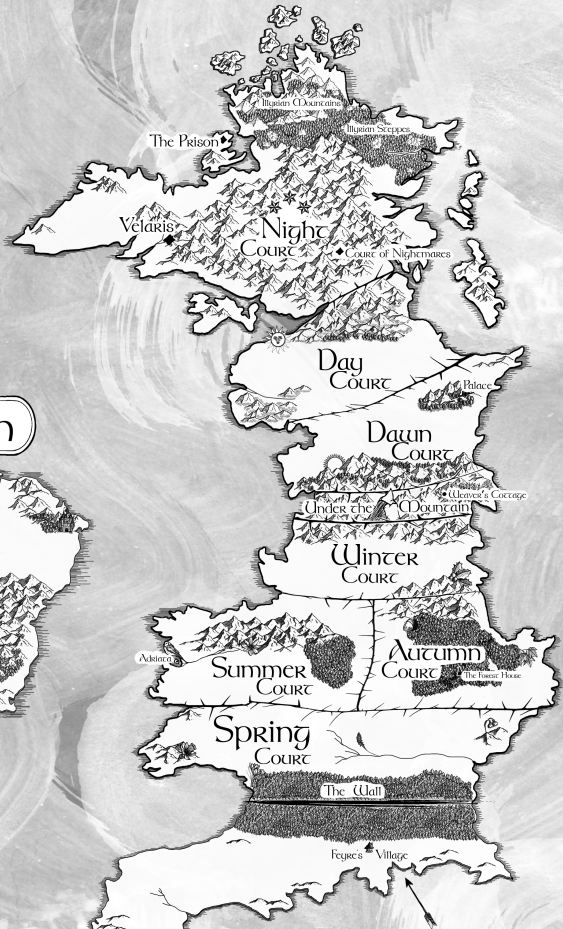 Illyrian Mountains
Illyrian Steppes
The Prison
Velaris
Night
Court
Court of Nightmares
Day
Court
Palace
Dawn
Court
Weaver's Cottage
Under the Mountain
Winter
Court
Adriata
Summer
Court
Autumn
Court
The Forest House
Spring
Court
The Wall
Feyre's Village
n